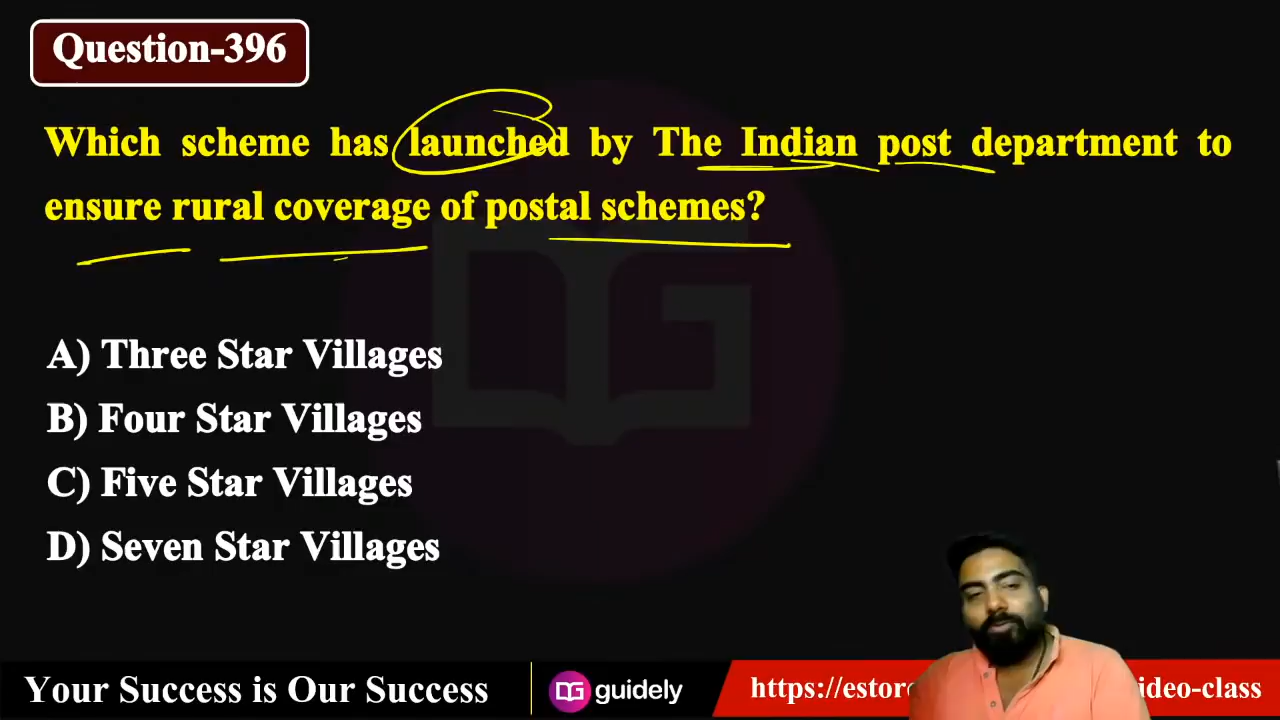 Question-396
Which scheme has launched by The Indian post department to
ensure rural coverage of postal schemes?
A) Three Star Villages
B) Four Star Villages
C) Five Star Villages
D) Seven Star Villages
Your Success is Our Success
DG guidely
https://estor
ideo-class